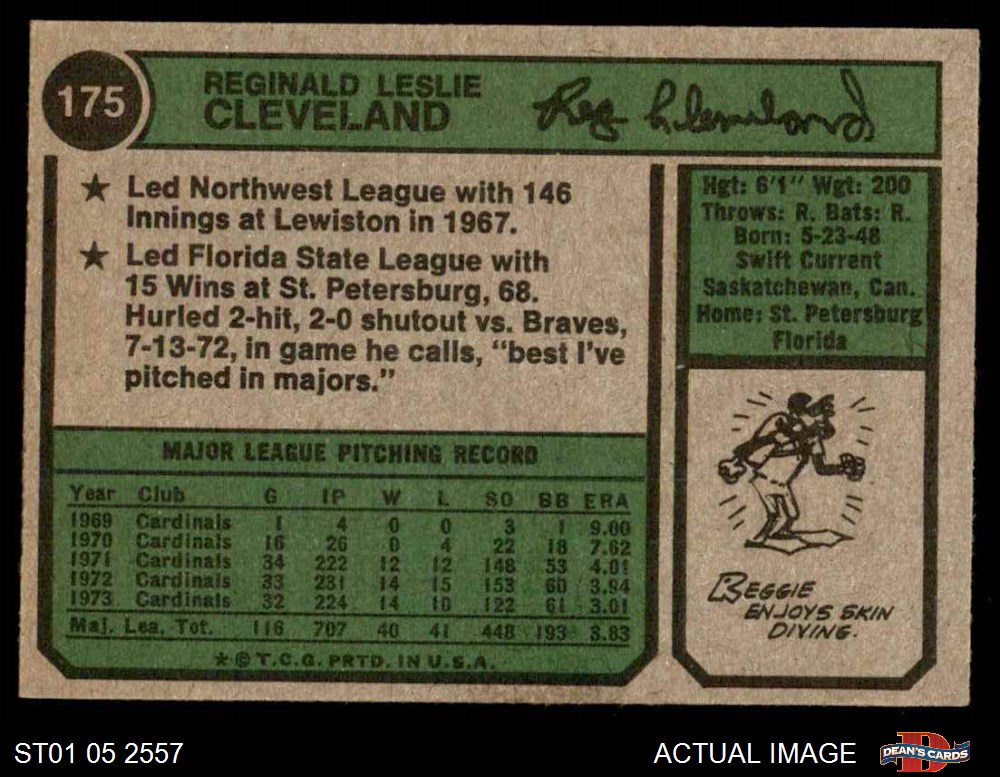 175
REGINALD LESLIE
CLEVELAND
Reg Cleveland
★ Led Northwest League with 146
Innings at Lewiston in 1967.
★ Led Florida State League with
15 Wins at St. Petersburg, 68.
Hurled 2-hit, 2-0 shutout vs. Braves,
7-13-72, in game he calls, “best I’ve
pitched in majors.”
Hgt: 6'1" Wgt: 200
Throws: R. Bats: R.
Born: 5-23-48
Swift Current
Saskatchewan, Can.
Home: St. Petersburg
Florida
MAJOR LEAGUE PITCHING RECORD
Year Club G IP W L SO BB ERA
1969 Cardinals 1 4 0 0 3 1 9.00
1970 Cardinals 16 26 0 4 22 18 7.62
1971 Cardinals 34 222 12 12 148 53 4.01
1972 Cardinals 33 231 14 15 153 60 3.94
1973 Cardinals 32 224 14 10 122 61 3.01
Maj. Lea. Tot. 116 707 40 41 448 193 3.83
★ © T.C.G. PRTD. IN U.S.A.
REGGIE
ENJOYS SKIN
DIVING.
ST01 05 2557
ACTUAL IMAGE
D
DEAN'S CARDS